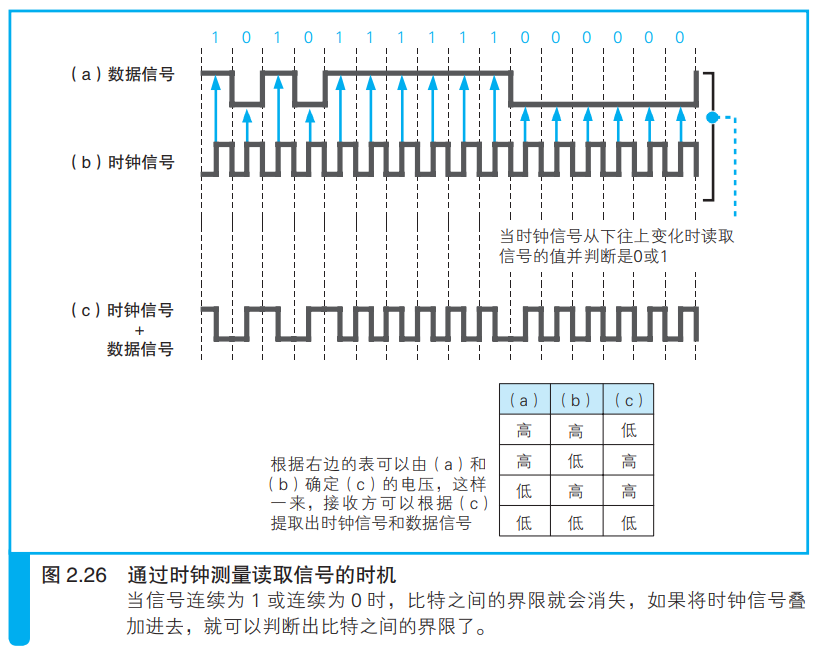 1 0 1 0 1 1 1 1 1 1 0 0 0 0 0 0
(a)数据信号
(b)时钟信号
当时钟信号从下往上变化时读取
信号的值并判断是0或1
(c)时钟信号
+
数据信号
(a) (b) (c)
高 高 低
高 低 高
低 高 高
低 低 低
根据右边的表可以由(a)和
(b)确定(c)的电压,这样
一来,接收方可以根据(c)
提取出时钟信号和数据信号
图 2.26 通过时钟测量读取信号的时机
当信号连续为 1 或连续为 0 时,比特之间的界限就会消失,如果将时钟信号叠
加进去,就可以判断出比特之间的界限了。